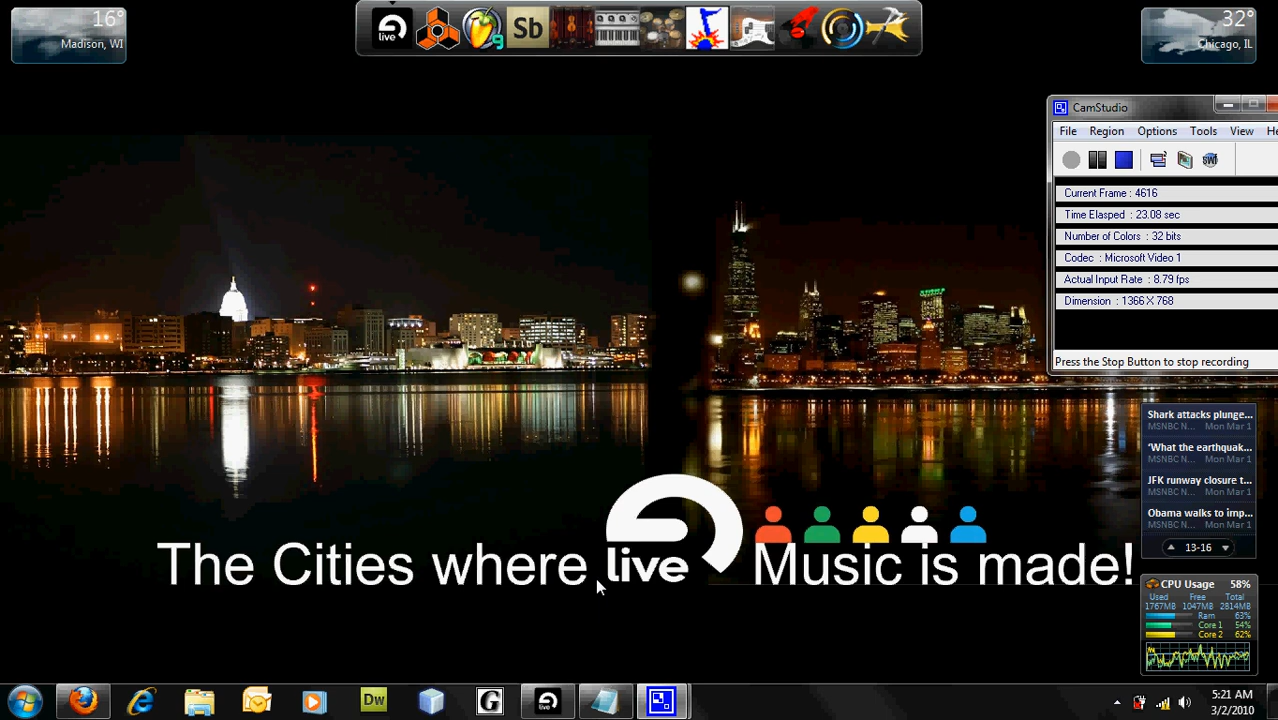 16°
Madison, WI
live
9
Sb
32°
Chicago, IL
CamStudio
File Region Options Tools View He
SWF
Current Frame : 4616
Time Elasped : 23.08 sec
Number of Colors : 32 bits
Codec : Microsoft Video 1
Actual Input Rate : 8.79 fps
Dimension : 1366 X 768
Press the Stop Button to stop recording
Shark attacks plunge...
MSNBC N... Mon Mar 1
'What the earthquak...
MSNBC N... Mon Mar 1
JFK runway closure t...
MSNBC N... Mon Mar 1
Obama walks to imp...
MSNBC N... Mon Mar 1
13-16
The Cities where live Music is made!
CPU Usage 58%
Used Free Total
1767MB 1047MB 2814MB
Ram 63%
Core 1 54%
Core 2 62%
Dw
G
live
5:21 AM
3/2/2010